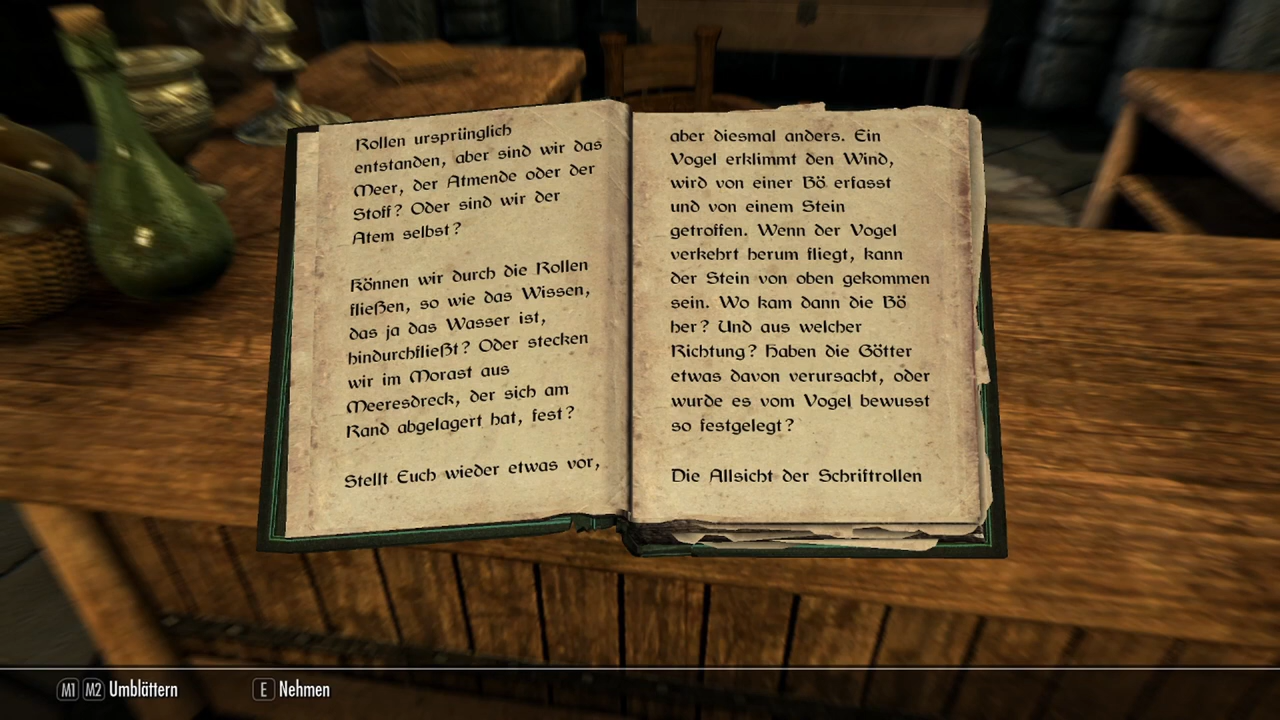 Rollen ursprünglich
entstanden, aber sind wir das
Meer, der Atmende oder der
Stoff? Oder sind wir der
Atem selbst?
Können wir durch die Rollen
fließen, so wie das Wissen,
das ja das Wasser ist,
hindurchfließt? Oder stecken
wir im Morast aus
Meeresdreck, der sich am
Rand abgelagert hat, fest?
Stellt Euch wieder etwas vor,
aber diesmal anders. Ein
Vogel erklimmt den Wind,
wird von einer Bö erfasst
und von einem Stein
getroffen. Wenn der Vogel
verkehrt herum fliegt, kann
der Stein von oben gekommen
sein. Wo kam dann die Bö
her? Und aus welcher
Richtung? Haben die Götter
etwas davon verursacht, oder
wurde es vom Vogel bewusst
so festgelegt?
Die Allsicht der Schriftrollen
M1 M2 Umblättern
E Nehmen